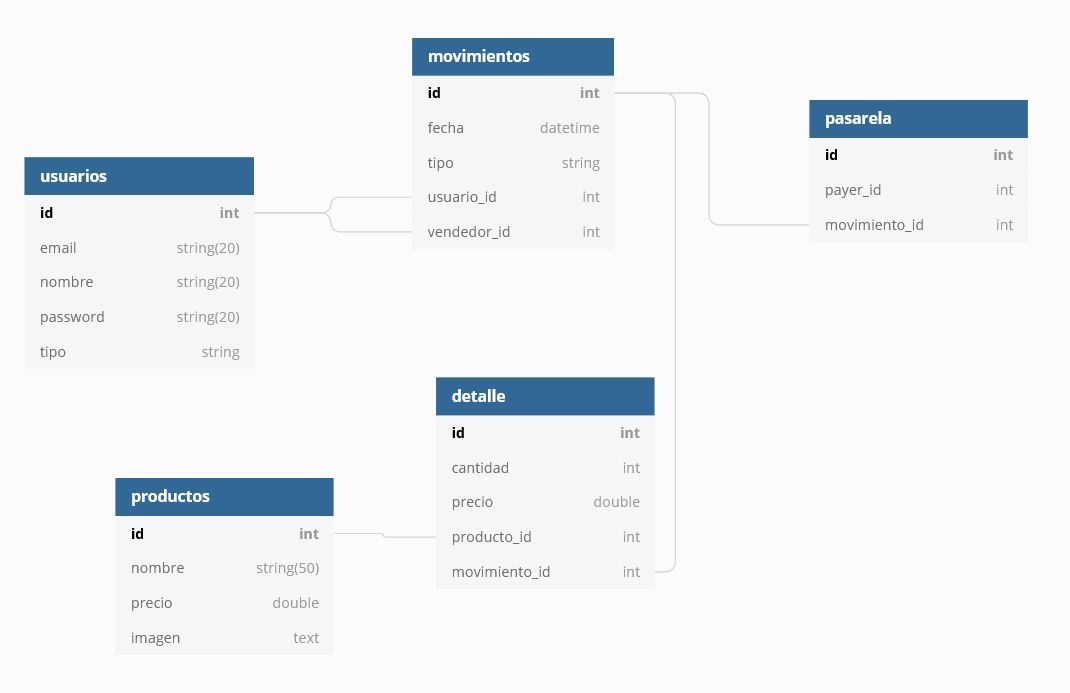 movimientos
id int
fecha datetime
tipo string
usuario_id int
vendedor_id int
pasarela
id int
payer_id int
movimiento_id int
usuarios
id int
email string(20)
nombre string(20)
password string(20)
tipo string
detalle
id int
cantidad int
precio double
producto_id int
movimiento_id int
productos
id int
nombre string(50)
precio double
imagen text